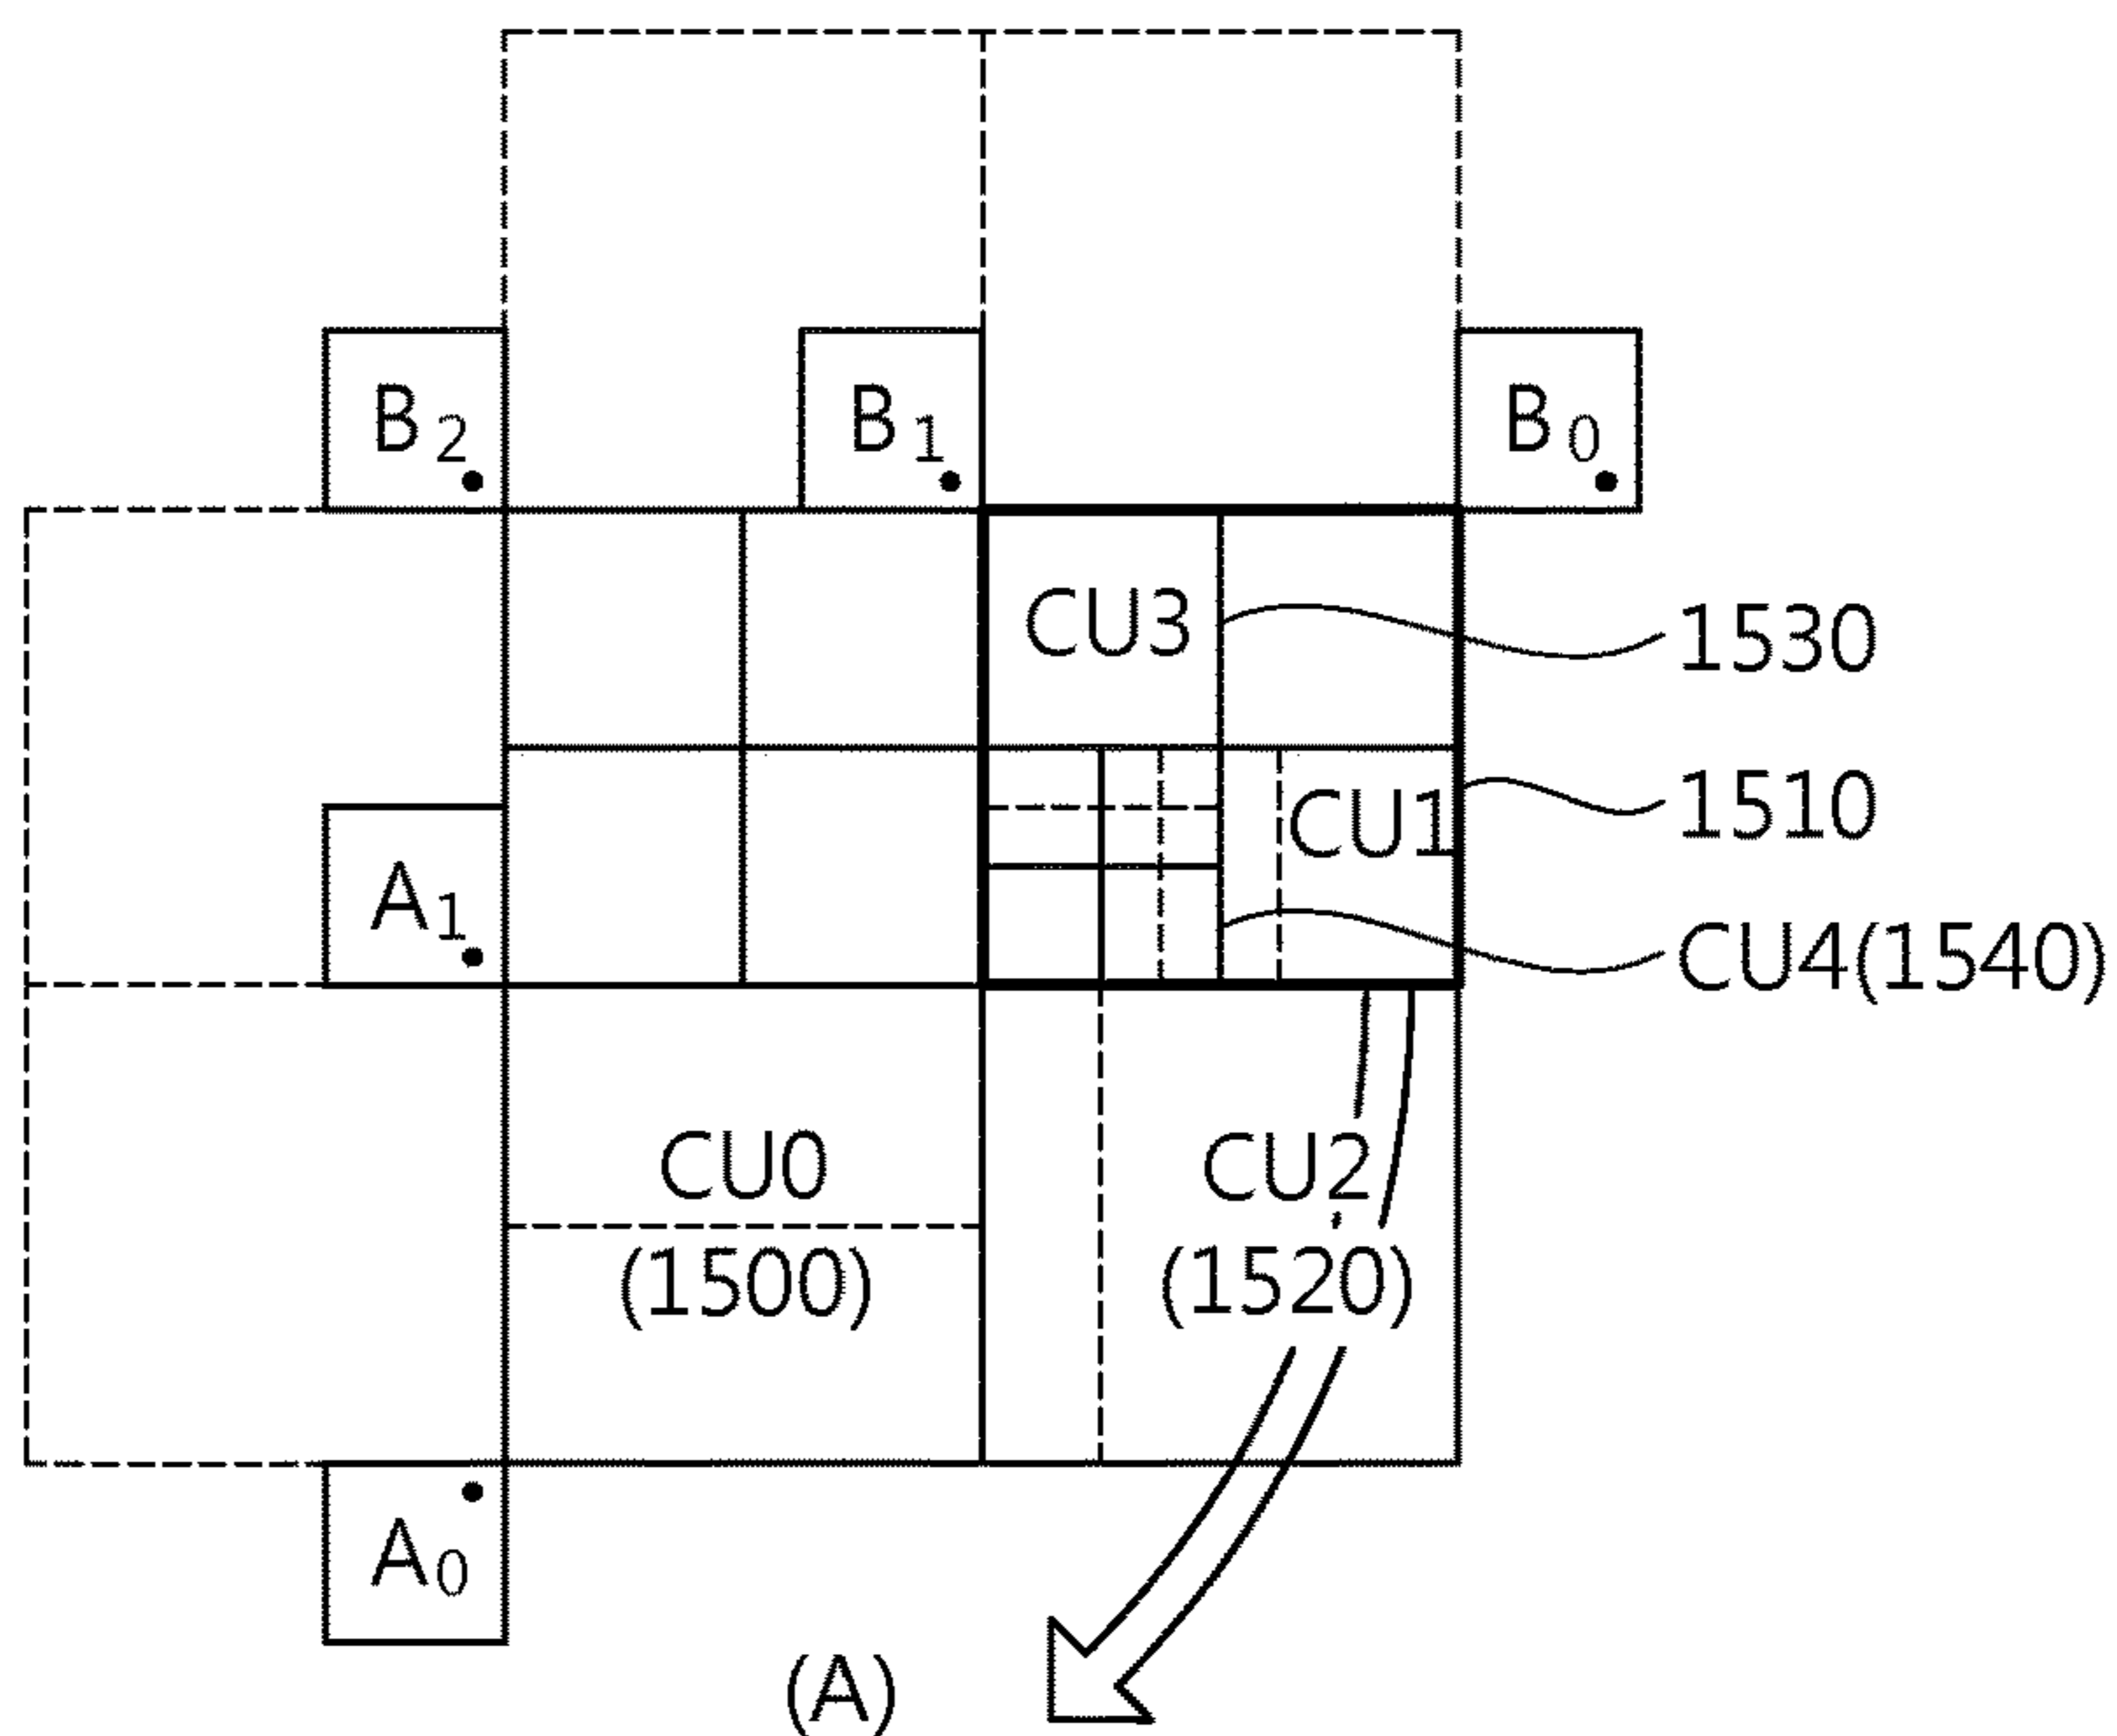 B2
B1
B0
CU3
1530
CU1
1510
A1
CU4(1540)
CU0
(1500)
CU2
(1520)
A0
(A)